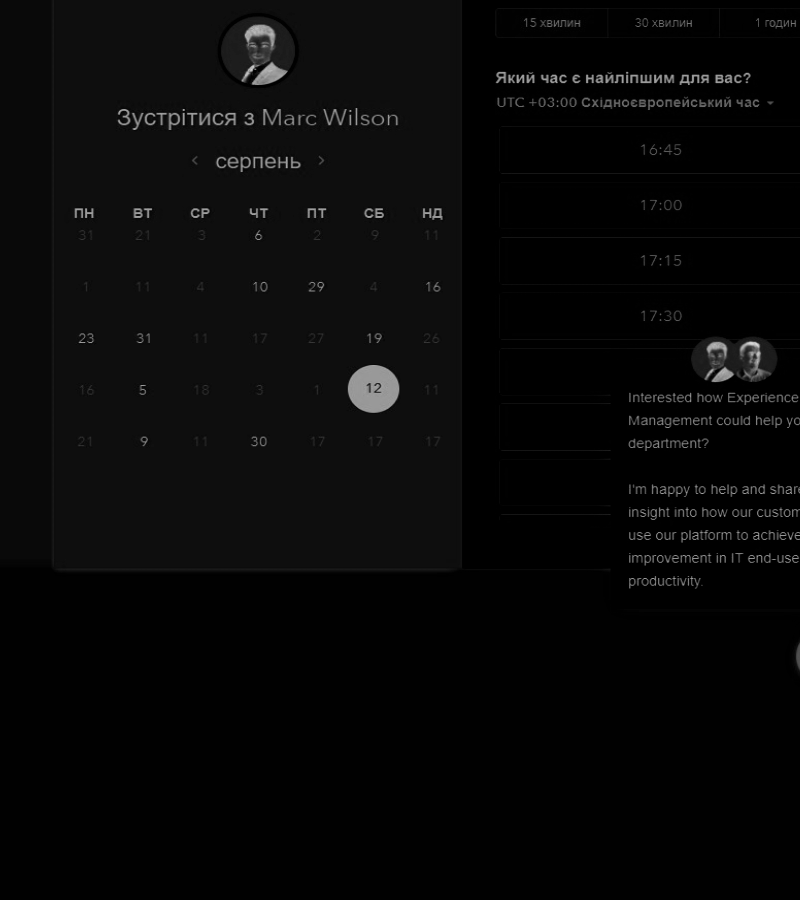 Зустрітися з Marc Wilson
серпень
ПН ВТ СР ЧТ ПТ СБ НД
31 21 3 6 2 9 11
1 11 4 10 29 4 16
23 31 11 17 27 19 26
16 5 18 3 1 12 11
21 9 11 30 17 17 17
15 хвилин 30 хвилин 1 годин
Який час є найліпшим для вас?
UTC +03:00 Східноєвропейський час
16:45
17:00
17:15
17:30
Interested how Experience
Management could help yo
department?
I'm happy to help and share
insight into how our custom
use our platform to achieve
improvement in IT end-use
productivity.